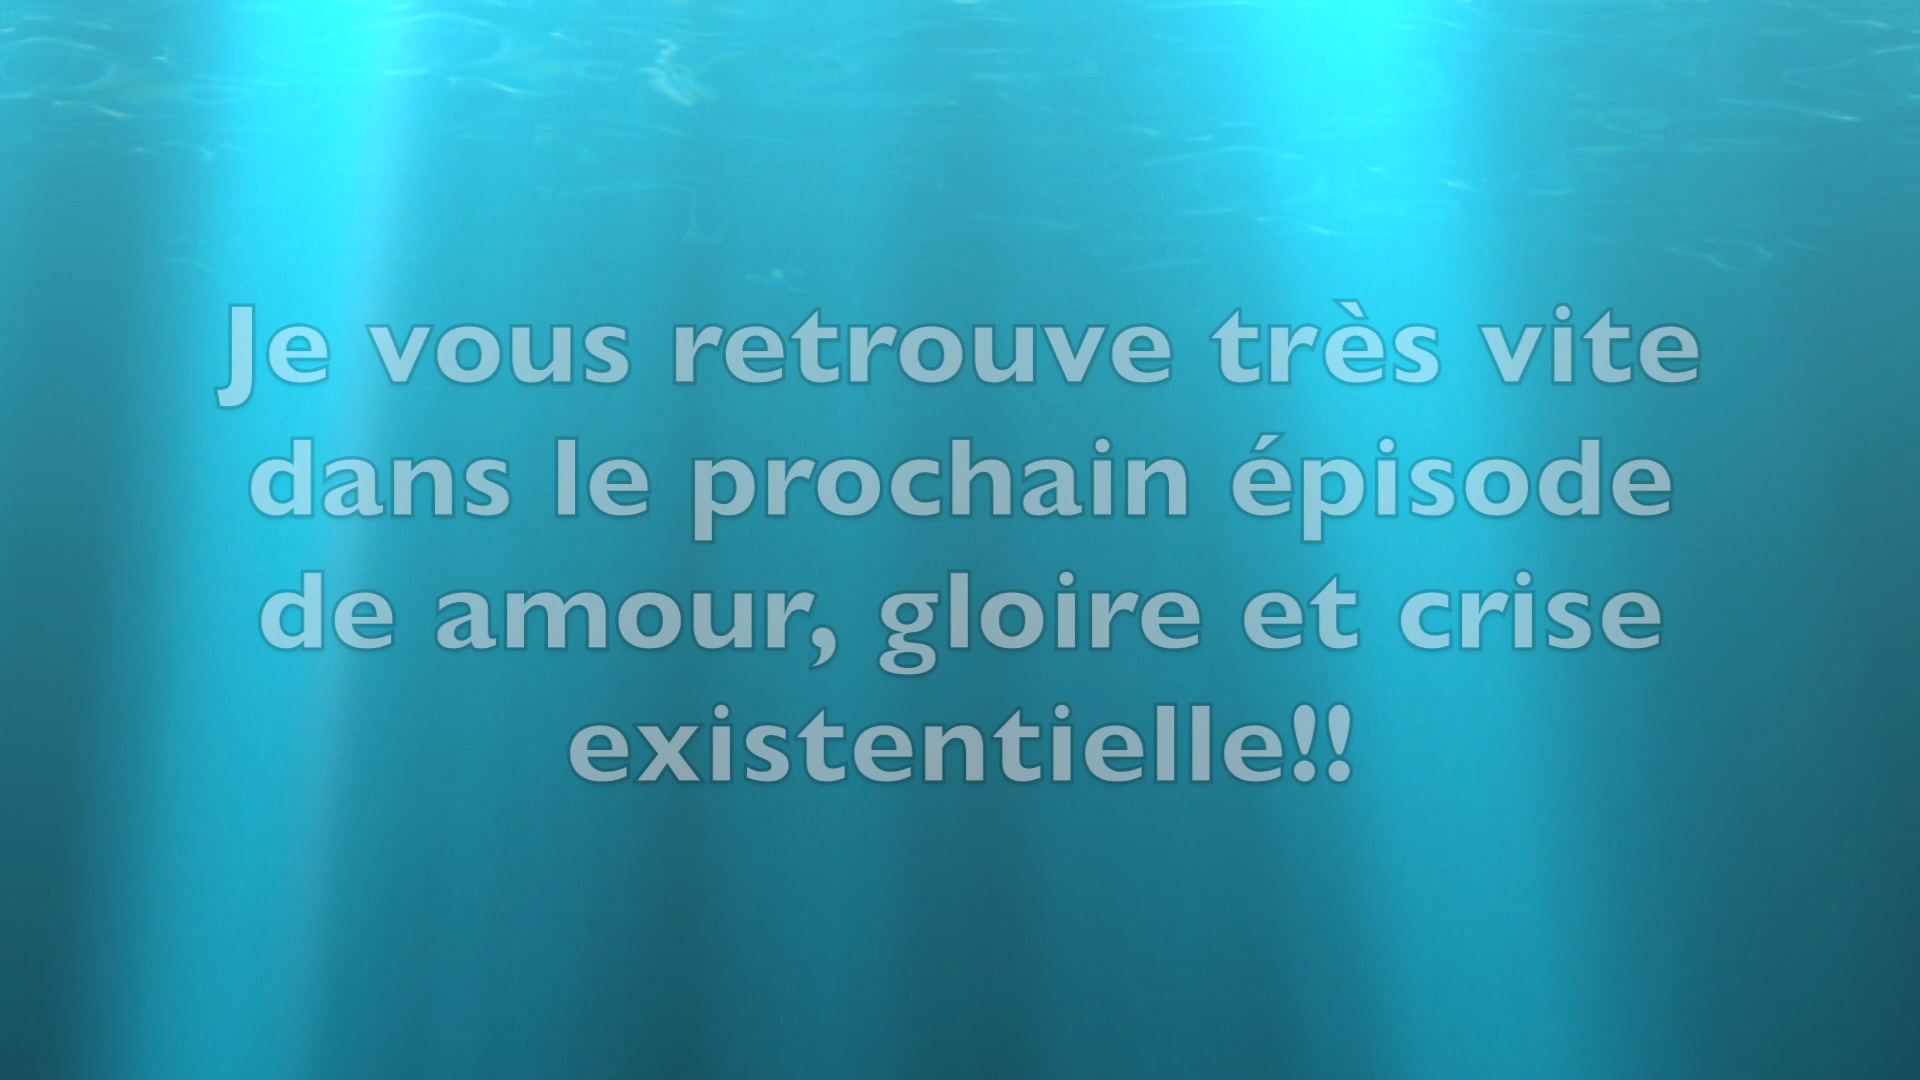 Je vous retrouve très vite
dans le prochain épisode
de amour, gloire et crise
existentielle!!